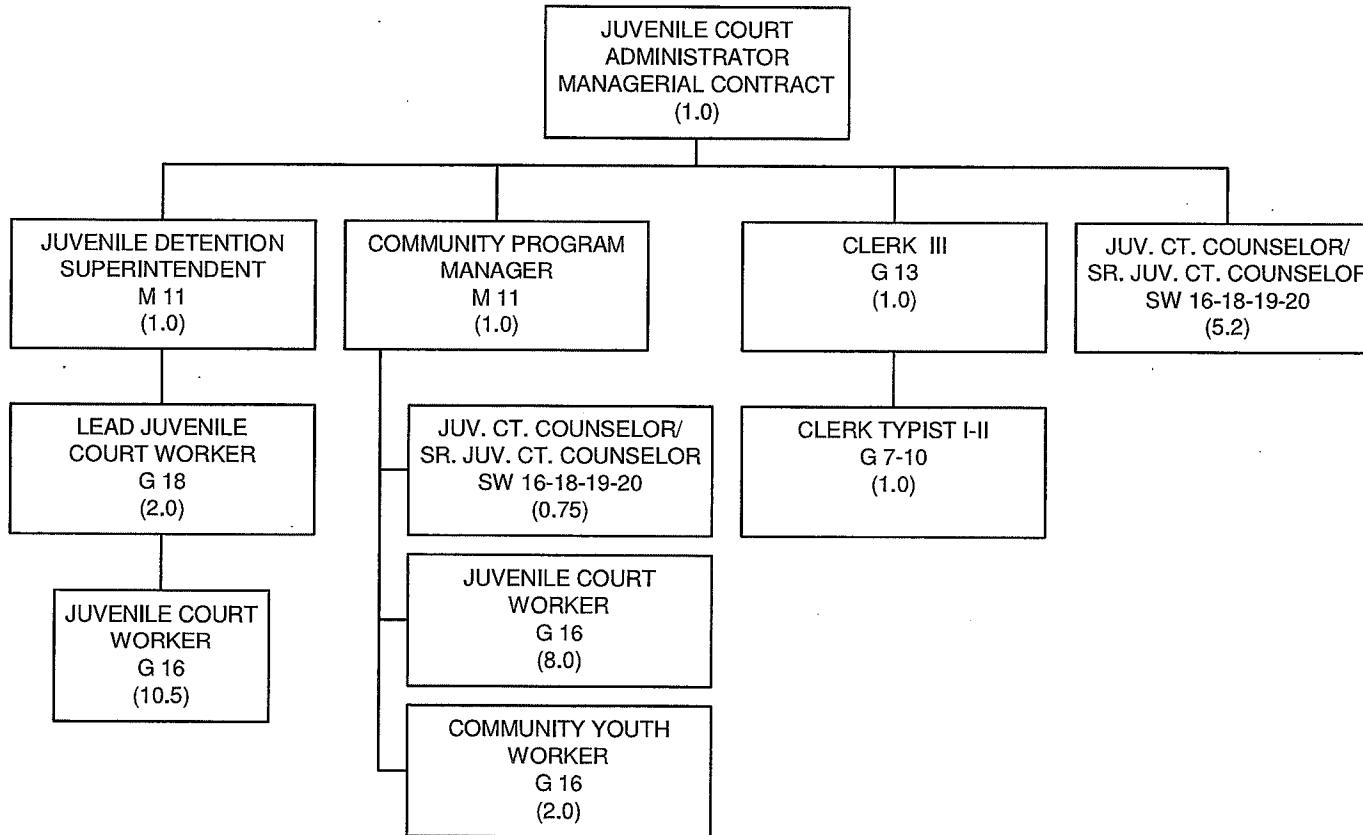 JUVENILE COURT
ADMINISTRATOR
MANAGERIAL CONTRACT
(1.0)
JUVENILE DETENTION
SUPERINTENDENT
M 11
(1.0)
COMMUNITY PROGRAM
MANAGER
M 11
(1.0)
CLERK III
G 13
(1.0)
JUV. CT. COUNSELOR/
SR. JUV. CT. COUNSELOR
SW 16-18-19-20
(5.2)
LEAD JUVENILE
COURT WORKER
G 18
(2.0)
JUV. CT. COUNSELOR/
SR. JUV. CT. COUNSELOR
SW 16-18-19-20
(0.75)
CLERK TYPIST I-II
G 7-10
(1.0)
JUVENILE COURT
WORKER
G 16
(10.5)
JUVENILE COURT
WORKER
G 16
(8.0)
COMMUNITY YOUTH
WORKER
G 16
(2.0)